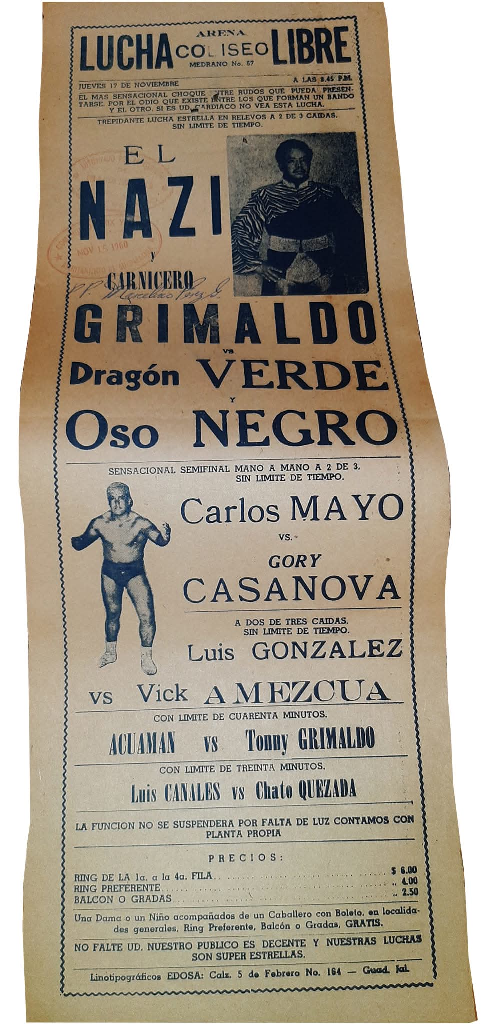 ARENA
LUCHA COLISEO LIBRE
MEDRANO No. 67
JUEVES 17 DE NOVIEMBRE A LAS 8.45 P.M.
EL MAS SENSACIONAL CHOQUE TRE RUDOS QUE PUEDA PRESEN-
TARSE, POR EL ODIO QUE EXISTE ENTRE LOS QUE FORMAN UN BANDO
Y EL OTRO. SI ES UD. CARDIACO NO VEA ESTA LUCHA.
TREPIDANTE LUCHA ESTRELLA EN RELEVOS A 2 DE 3 CAIDAS.
SIN LIMITE DE TIEMPO.
EL
NAZI
NOV 15 1960
y
CARNICERO
GRIMALDO
vs
Dragón VERDE
Y
Oso NEGRO
SENSACIONAL SEMIFINAL MANO A MANO A 2 DE 3.
SIN LIMITE DE TIEMPO.
Carlos MAYO
VS.-
GORY
CASANOVA
A DOS DE TRES CAIDAS.
SIN LIMITE DE TIEMPO.
Luis GONZALEZ
vs Vick AMEZCUA
CON LIMITE DE CUARENTA MINUTOS.
ACUAMAN vs Tonny GRIMALDO
CON LIMITE DE TREINTA MINUTOS.
Luis CANALES vs Chato QUEZADA
LA FUNCION NO SE SUSPENDERA POR FALTA DE LUZ CONTAMOS CON
PLANTA PROPIA
PRECIOS:
RING DE LA 1a. a la 4a. FILA $ 6.00
RING PREFERENTE ,, 4.00
BALCON O GRADAS ,, 2.50
Una Dama o un Niño acompañados de un Caballero con Boleto, en localida-
des generales, Ring Preferente, Balcón o Gradas, GRATIS.
NO FALTE UD. NUESTRO PUBLICO ES DECENTE Y NUESTRAS LUCHAS
SON SUPER ESTRELLAS.
Linotipográficos EDOSA: Calz. 5 de Febrero No. 164 — Guad. Jal.